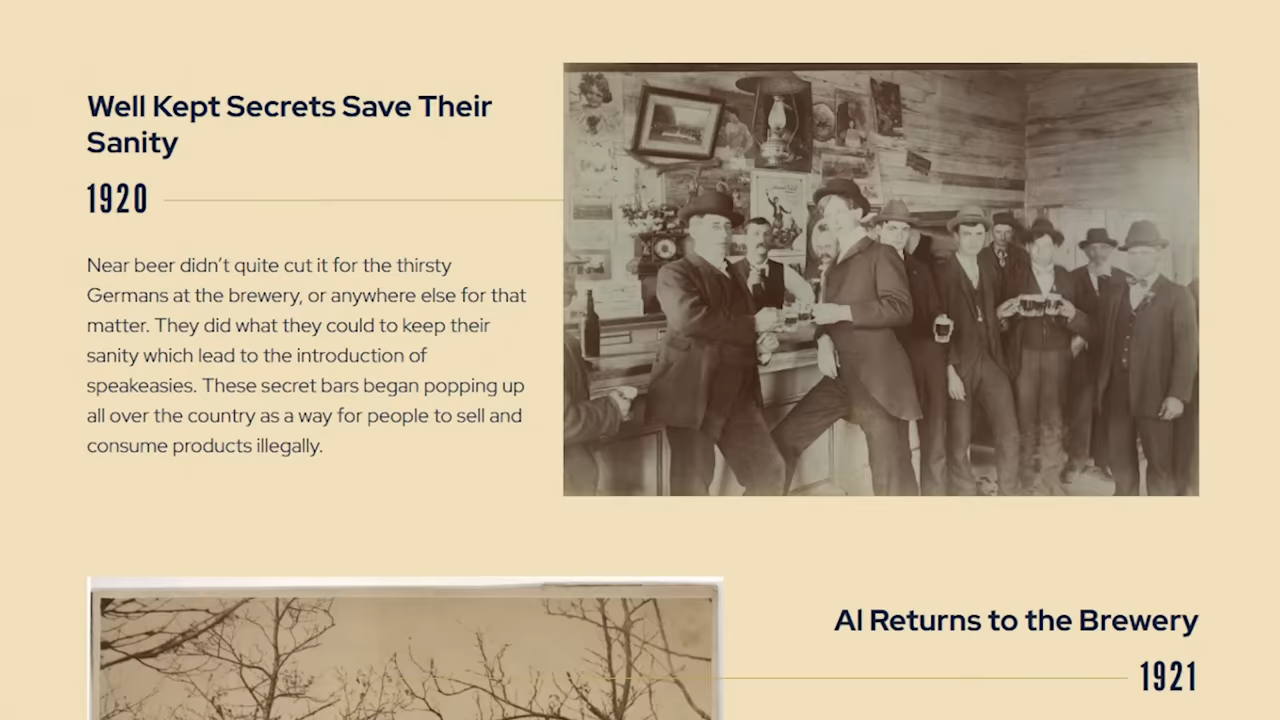 Well Kept Secrets Save Their
Sanity
1920
Near beer didn’t quite cut it for the thirsty
Germans at the brewery, or anywhere else for that
matter. They did what they could to keep their
sanity which lead to the introduction of
speakeasies. These secret bars began popping up
all over the country as a way for people to sell and
consume products illegally.
Al Returns to the Brewery
1921